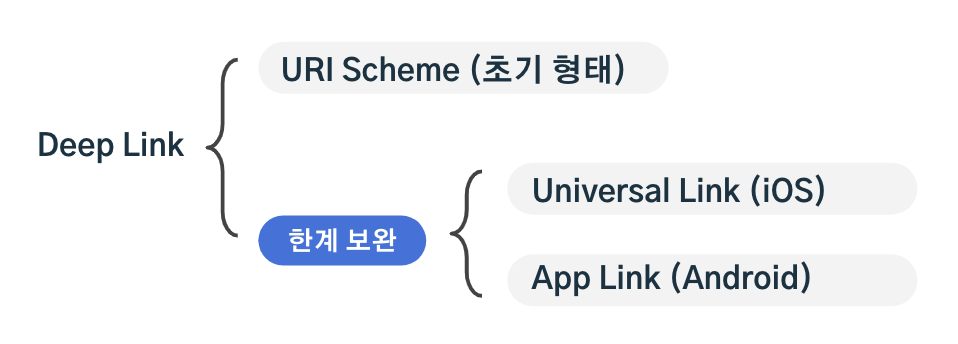 URI Scheme (초기 형태)
Deep Link
Universal Link (iOS)
한계 보완
App Link (Android)